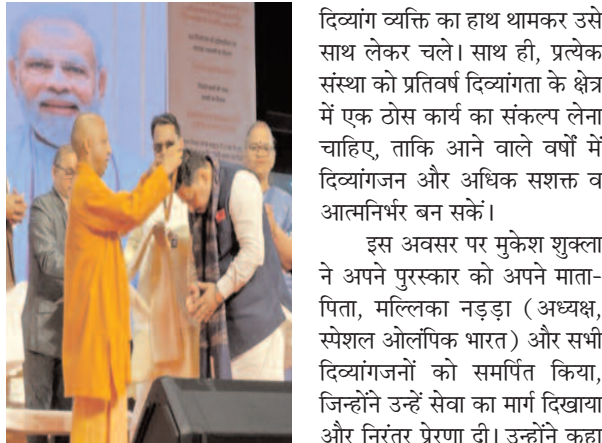 दिव्यांग व्यक्ति का हाथ थामकर उसे
साथ लेकर चले। साथ ही, प्रत्येक
संस्था को प्रतिवर्ष दिव्यांगता के क्षेत्र
में एक ठोस कार्य का संकल्प लेना
चाहिए, ताकि आने वाले वर्षों में
दिव्यांगजन और अधिक सशक्त व
आत्मनिर्भर बन सकें।
इस अवसर पर मुकेश शुक्ला
ने अपने पुरस्कार को अपने माता-
पिता, मल्लिका नड्डा (अध्यक्ष,
स्पेशल ओलंपिक भारत) और सभी
दिव्यांगजनों को समर्पित किया,
जिन्होंने उन्हें सेवा का मार्ग दिखाया
और निरंतर प्रेरणा दी। उन्होंने कहा